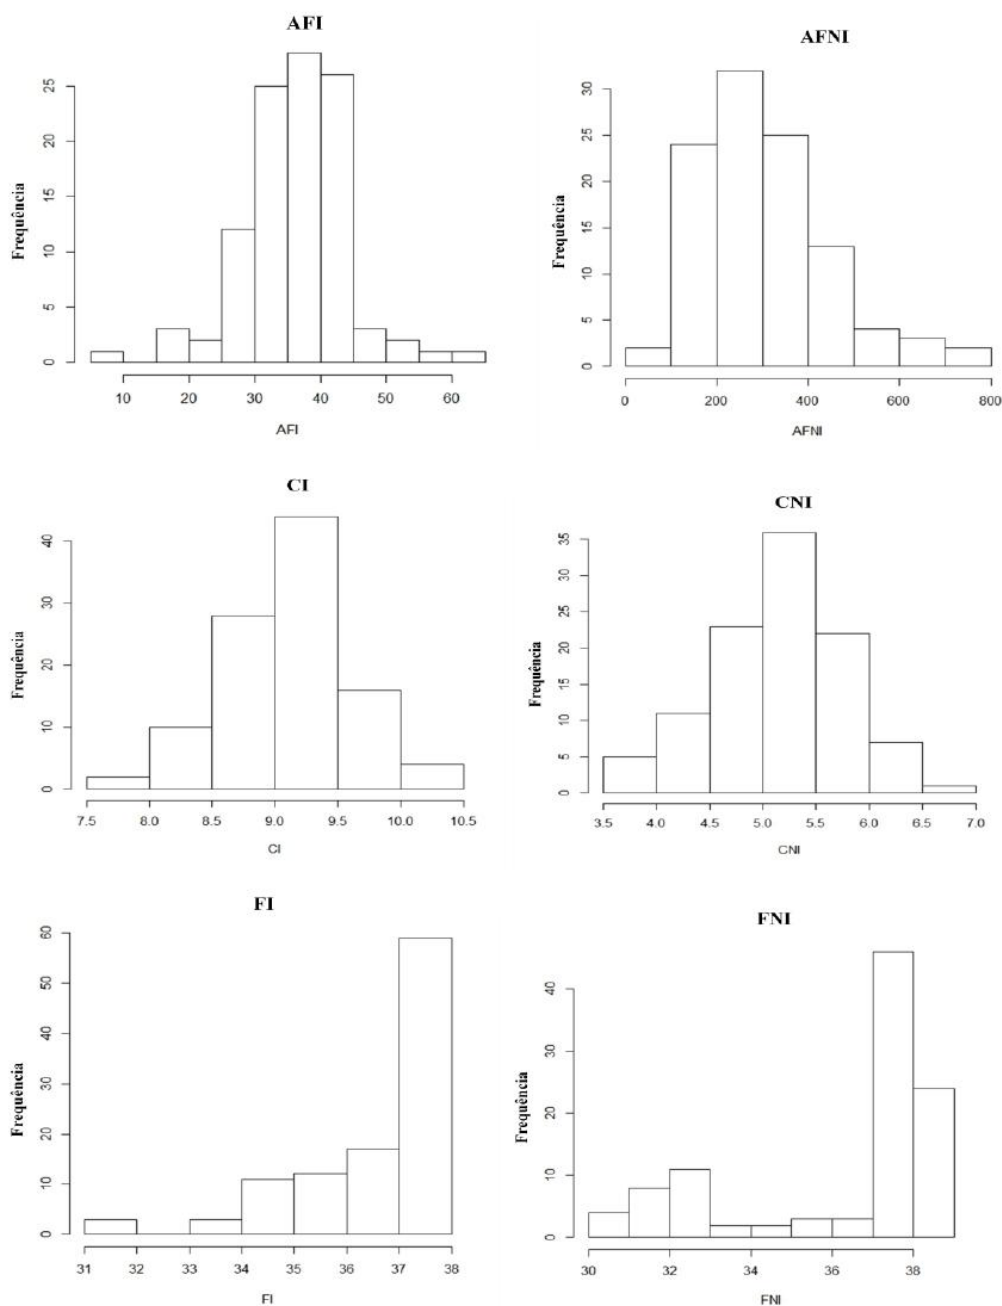 AFI
Frequência
0 5 10 15 20 25
10 20 30 40 50 60
AFI
AFNI
Frequência
0 5 10 15 20 25 30
0 200 400 600 800
AFNI
CI
Frequência
0 10 20 30 40
7.5 8.0 8.5 9.0 9.5 10.0 10.5
CI
CNI
Frequência
0 5 10 15 20 25 30 35
3.5 4.0 4.5 5.0 5.5 6.0 6.5 7.0
CNI
FI
Frequência
0 10 20 30 40 50 60
31 32 33 34 35 36 37 38
FI
FNI
Frequência
0 10 20 30 40
30 32 34 36 38
FNI